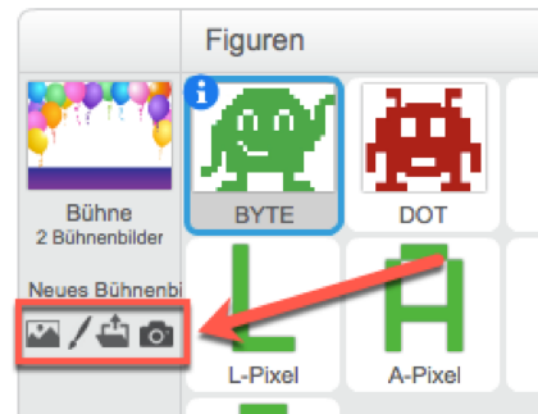 Figuren
Bühne
2 Bühnenbilder
Neues Bühnenbi
BYTE
DOT
L-Pixel
A-Pixel